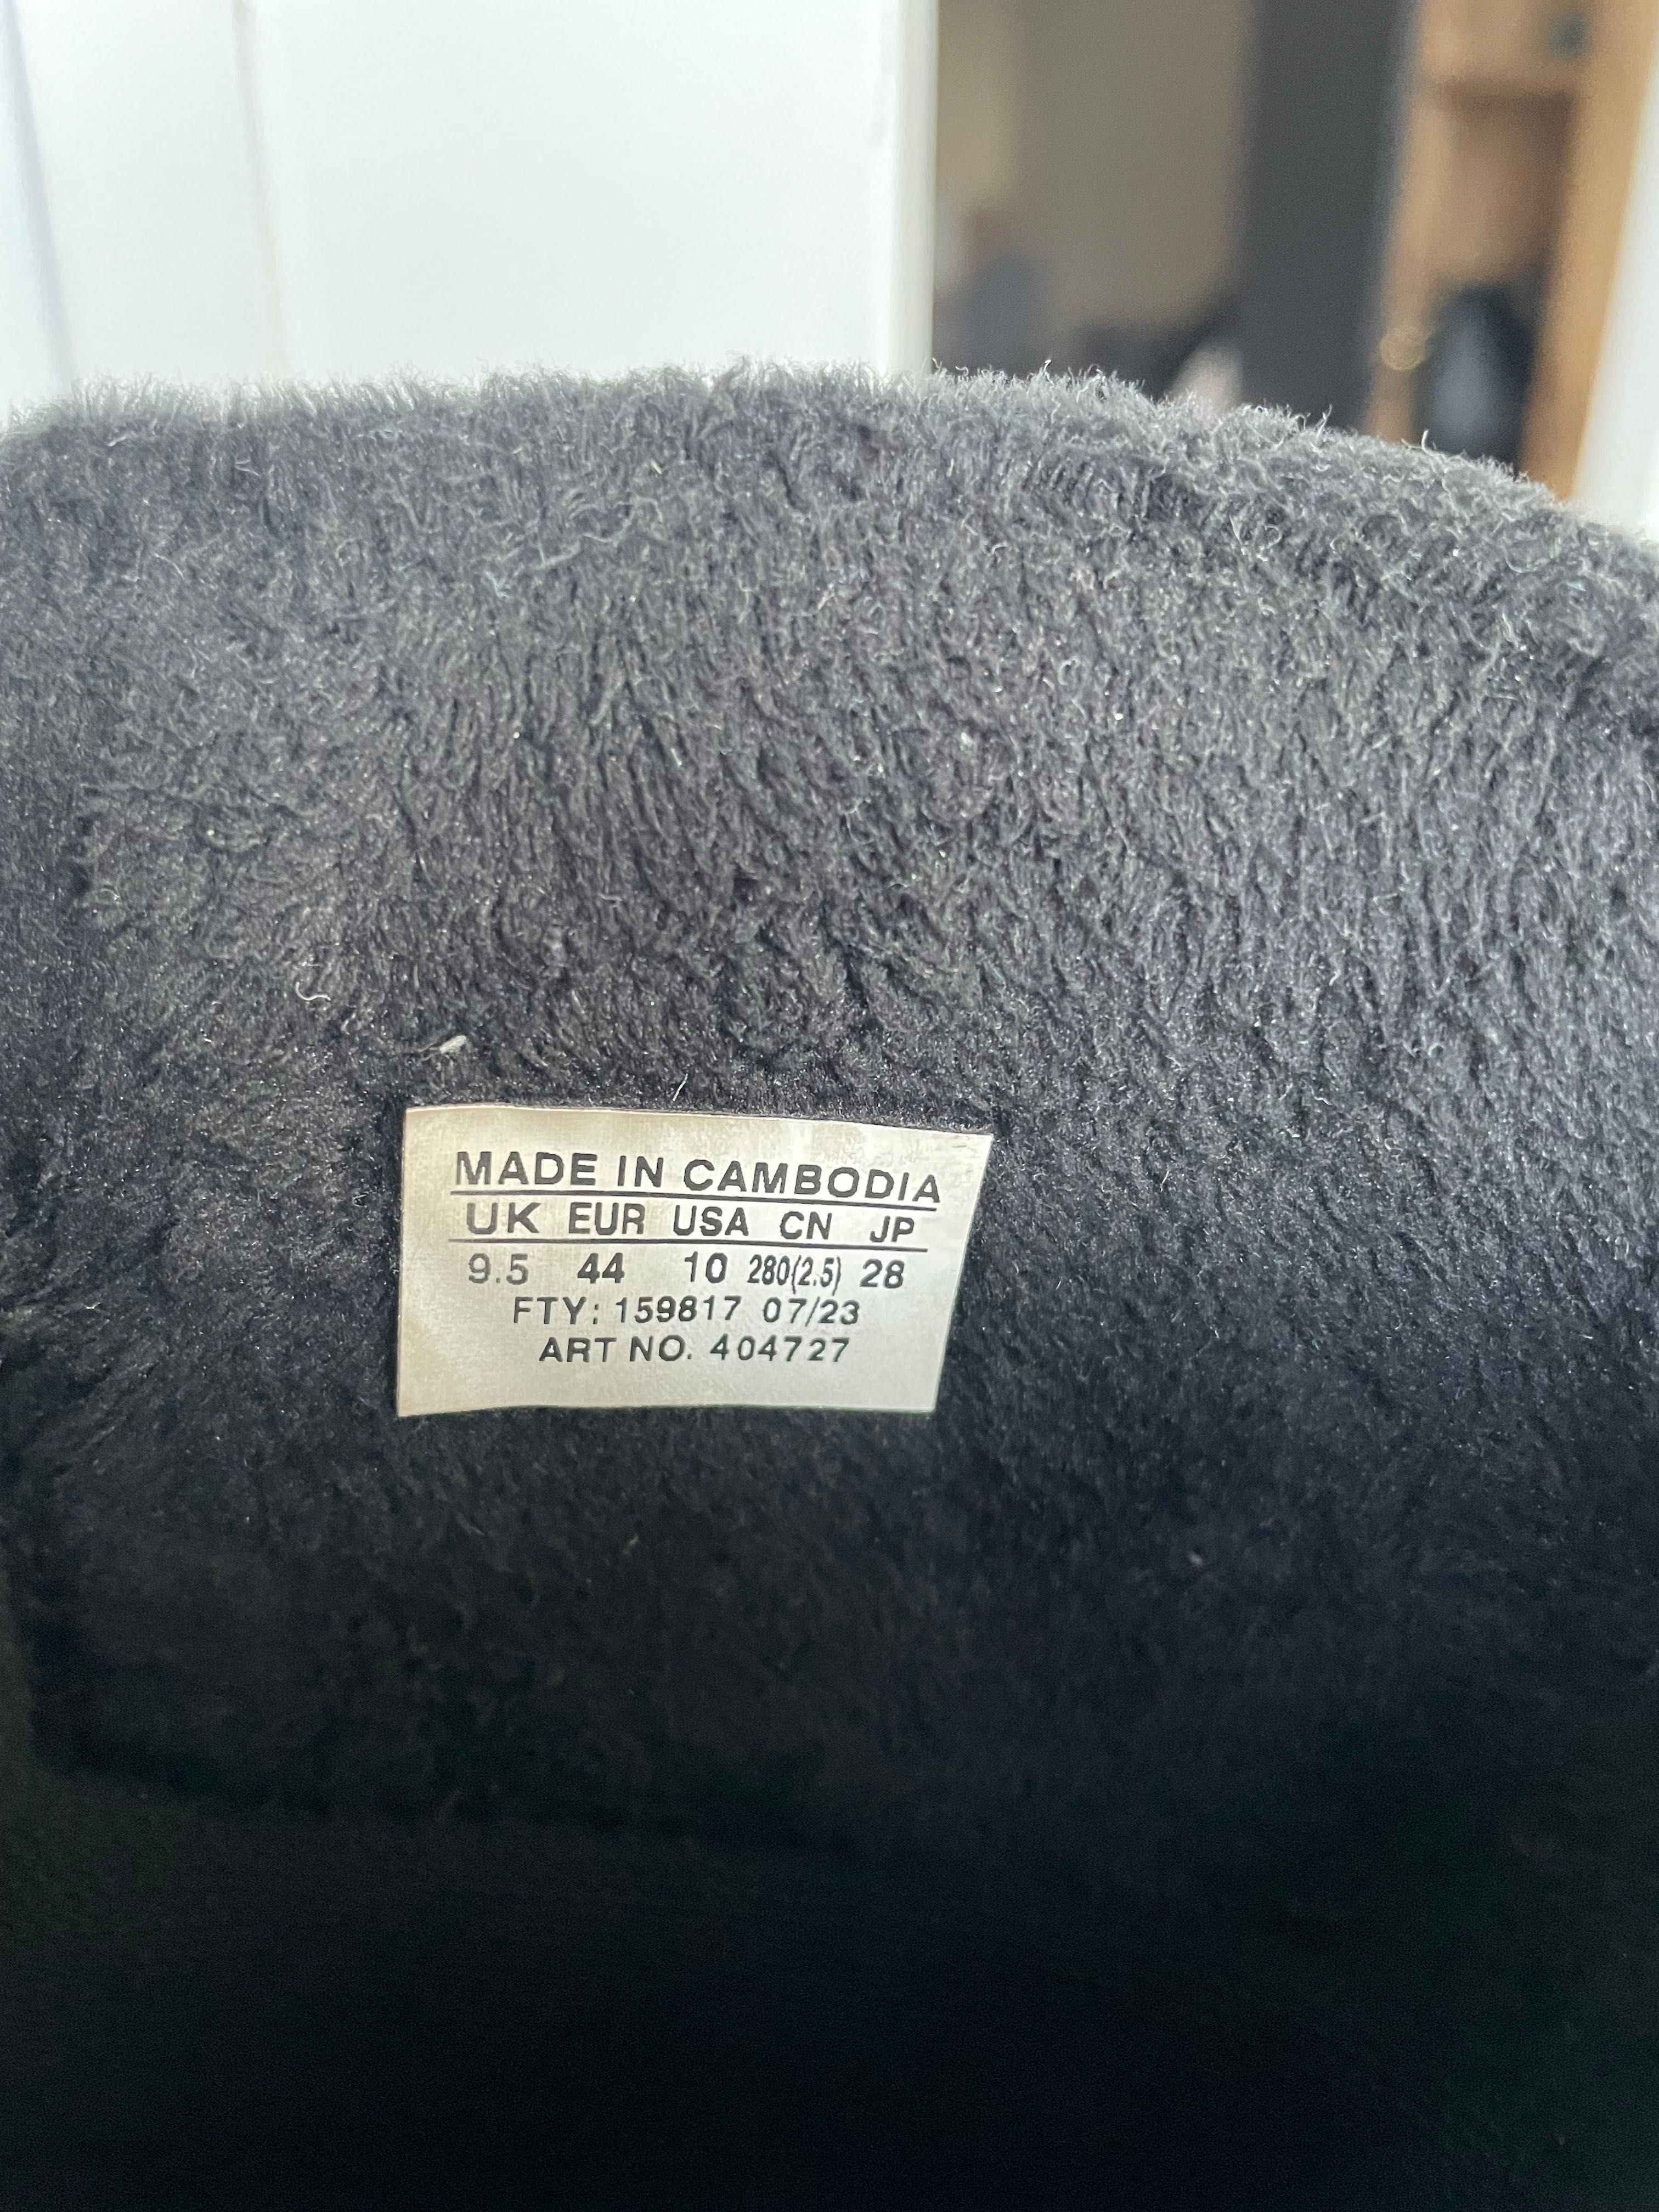 MADE IN CAMBODIA
UK EUR USA CN JP
9.5 44 10 280(2.5) 28
FTY: 159817 07/23
ART NO. 404727